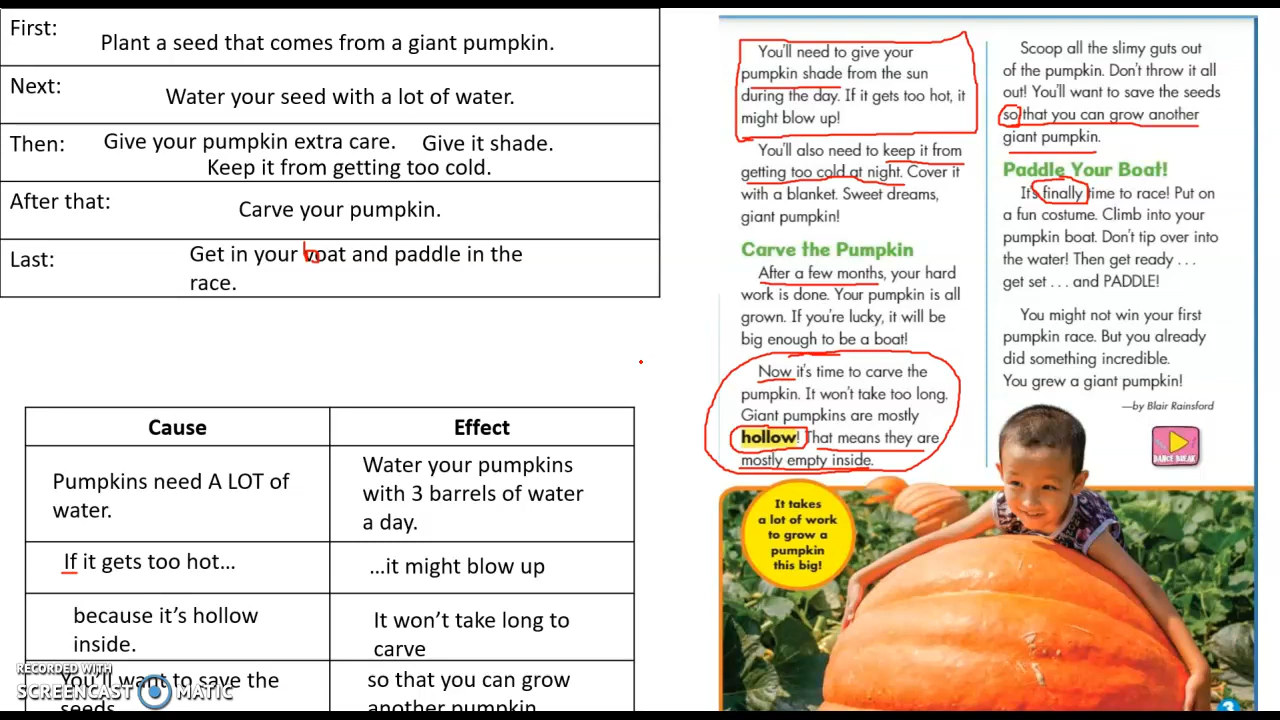 First:
Plant a seed that comes from a giant pumpkin.
Next:
Water your seed with a lot of water.
Then:
Give your pumpkin extra care. Give it shade.
Keep it from getting too cold.
After that:
Carve your pumpkin.
Last:
Get in your boat and paddle in the
race.
Cause
Effect
Pumpkins need A LOT of
water.
Water your pumpkins
with 3 barrels of water
a day.
If it gets too hot...
...it might blow up
because it's hollow
inside.
It won't take long to
carve
You'll want to save the
seeds
so that you can grow
another pumpkin
RECORDED WITH
SCREENCAST MATIC
You'll need to give your
pumpkin shade from the sun
during the day. If it gets too hot, it
might blow up!
You'll also need to keep it from
getting too cold at night. Cover it
with a blanket. Sweet dreams,
giant pumpkin!
Carve the Pumpkin
After a few months, your hard
work is done. Your pumpkin is all
grown. If you're lucky, it will be
big enough to be a boat!
Now it's time to carve the
pumpkin. It won't take too long.
Giant pumpkins are mostly
hollow! That means they are
mostly empty inside.
Scoop all the slimy guts out
of the pumpkin. Don't throw it all
out! You'll want to save the seeds
so that you can grow another
giant pumpkin.
Paddle Your Boat!
It's finally time to race! Put on
a fun costume. Climb into your
pumpkin boat. Don't tip over into
the water! Then get ready . . .
get set . . . and PADDLE!
You might not win your first
pumpkin race. But you already
did something incredible.
You grew a giant pumpkin!
—by Blair Rainsford
DANCE BREAK
It takes
a lot of work
to grow a
pumpkin
this big!
3